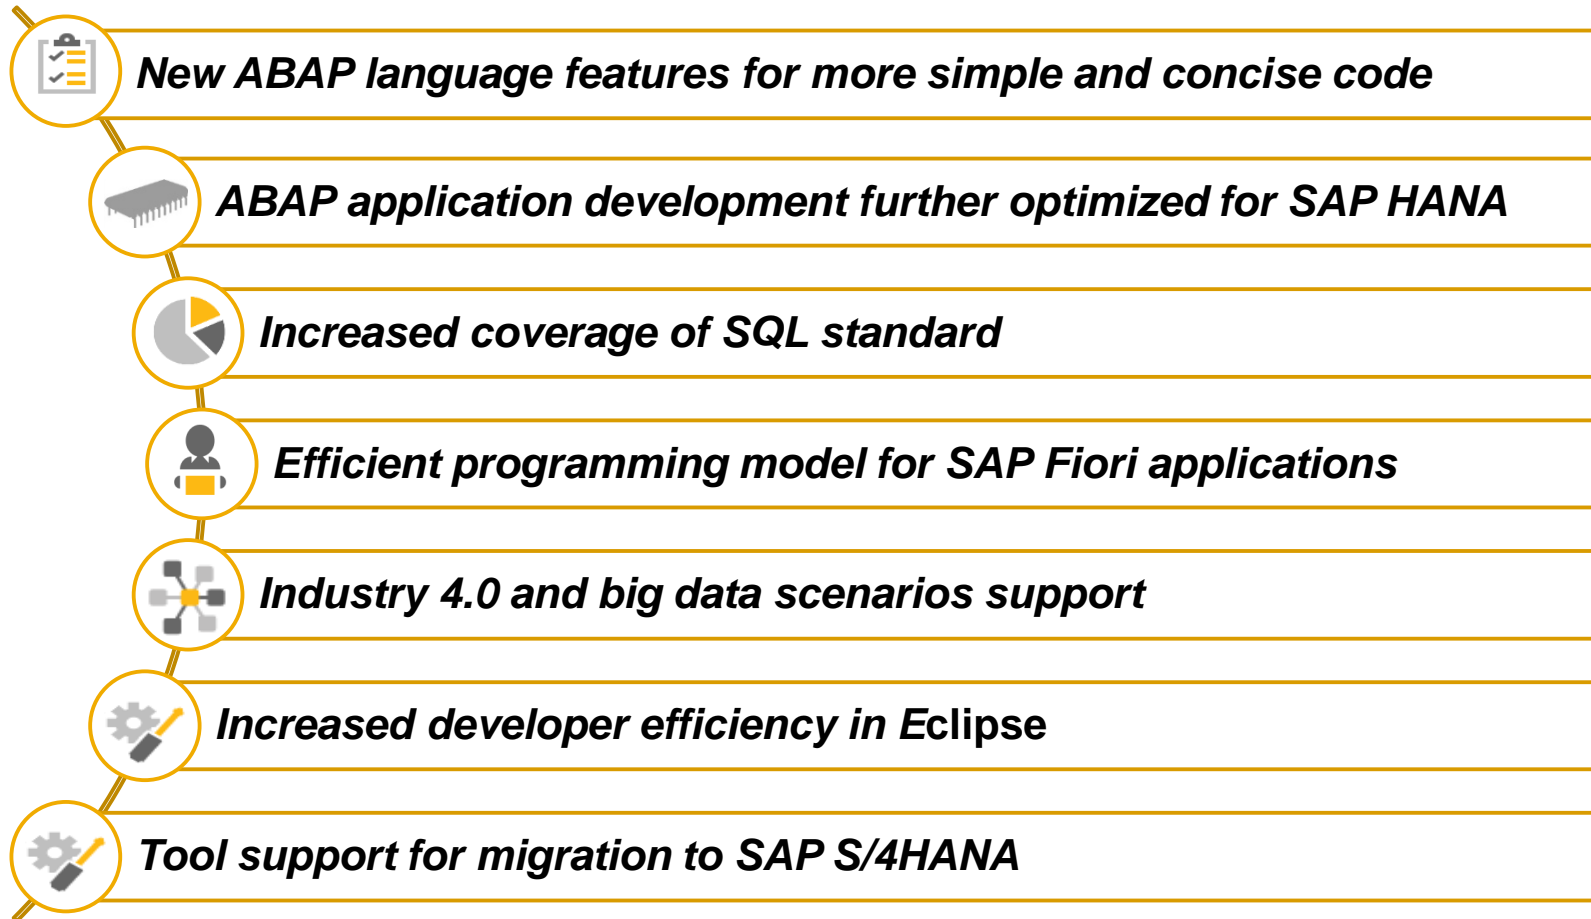 New ABAP language features for more simple and concise code
ABAP application development further optimized for SAP HANA
Increased coverage of SQL standard
Efficient programming model for SAP Fiori applications
Industry 4.0 and big data scenarios support
Increased developer efficiency in Eclipse
Tool support for migration to SAP S/4HANA